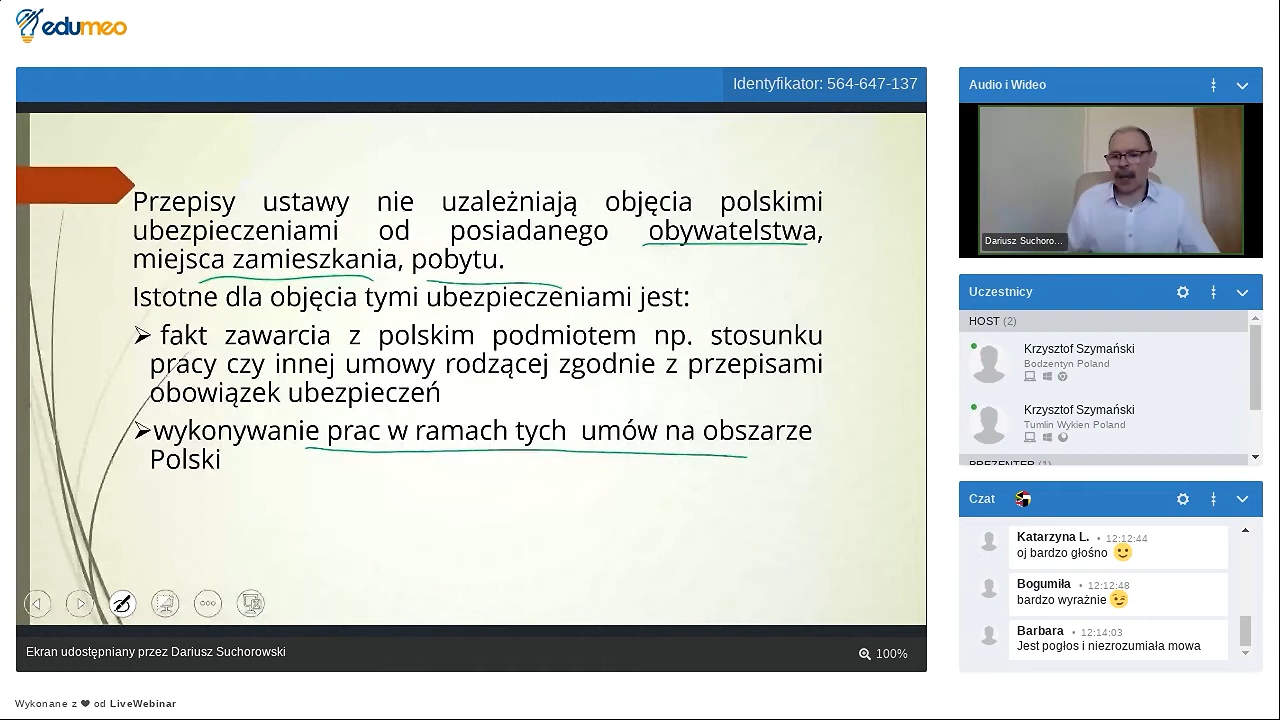 edumeo
Identyfikator: 564-647-137
Przepisy ustawy nie uzależniają objęcia polskimi
ubezpieczeniami od posiadanego obywatelstwa,
miejsca zamieszkania, pobytu.
Istotne dla objęcia tymi ubezpieczeniami jest:
➢ fakt zawarcia z polskim podmiotem np. stosunku
pracy czy innej umowy rodzącej zgodnie z przepisami
obowiązek ubezpieczeń
➢wykonywanie prac w ramach tych umów na obszarze
Polski
Ekran udostępniany przez Dariusz Suchorowski
100%
Audio i Wideo
Dariusz Suchoro...
Uczestnicy
HOST (2)
Krzysztof Szymański
Bodzentyn Poland
Krzysztof Szymański
Tumlin Wykien Poland
PREZENTER (1)
Czat
Katarzyna L. • 12:12:44
oj bardzo głośno
Bogumiła • 12:12:48
bardzo wyrażnie
Barbara • 12:14:03
Jest pogłos i niezrozumiała mowa
Wykonane z ❤ od LiveWebinar